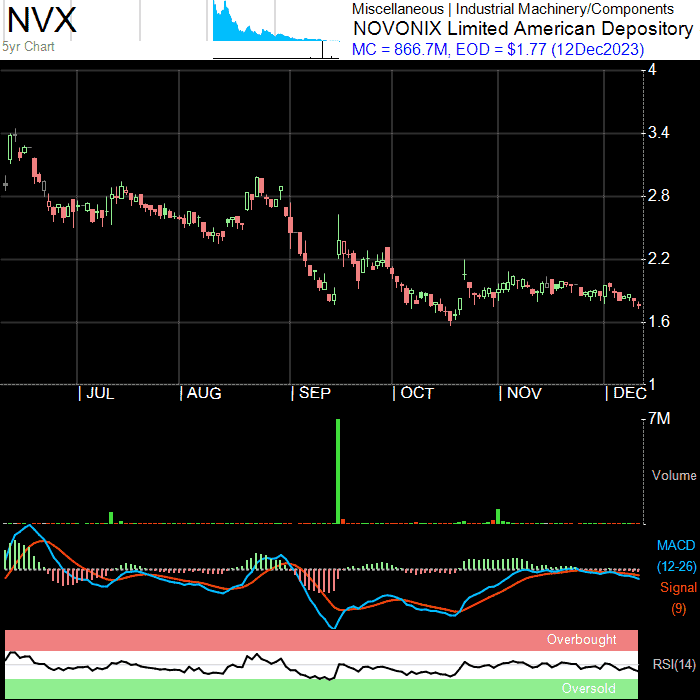 NVX
5yr Chart
Miscellaneous | Industrial Machinery/Components
NOVONIX Limited American Depository
MC = 866.7M, EOD = $1.77 (12Dec2023)
4
3.4
2.8
2.2
1.6
1
| JUL | AUG | SEP | OCT | NOV | DEC
7M
Volume
MACD
(12-26)
Signal
(9)
Overbought
RSI(14)
Oversold